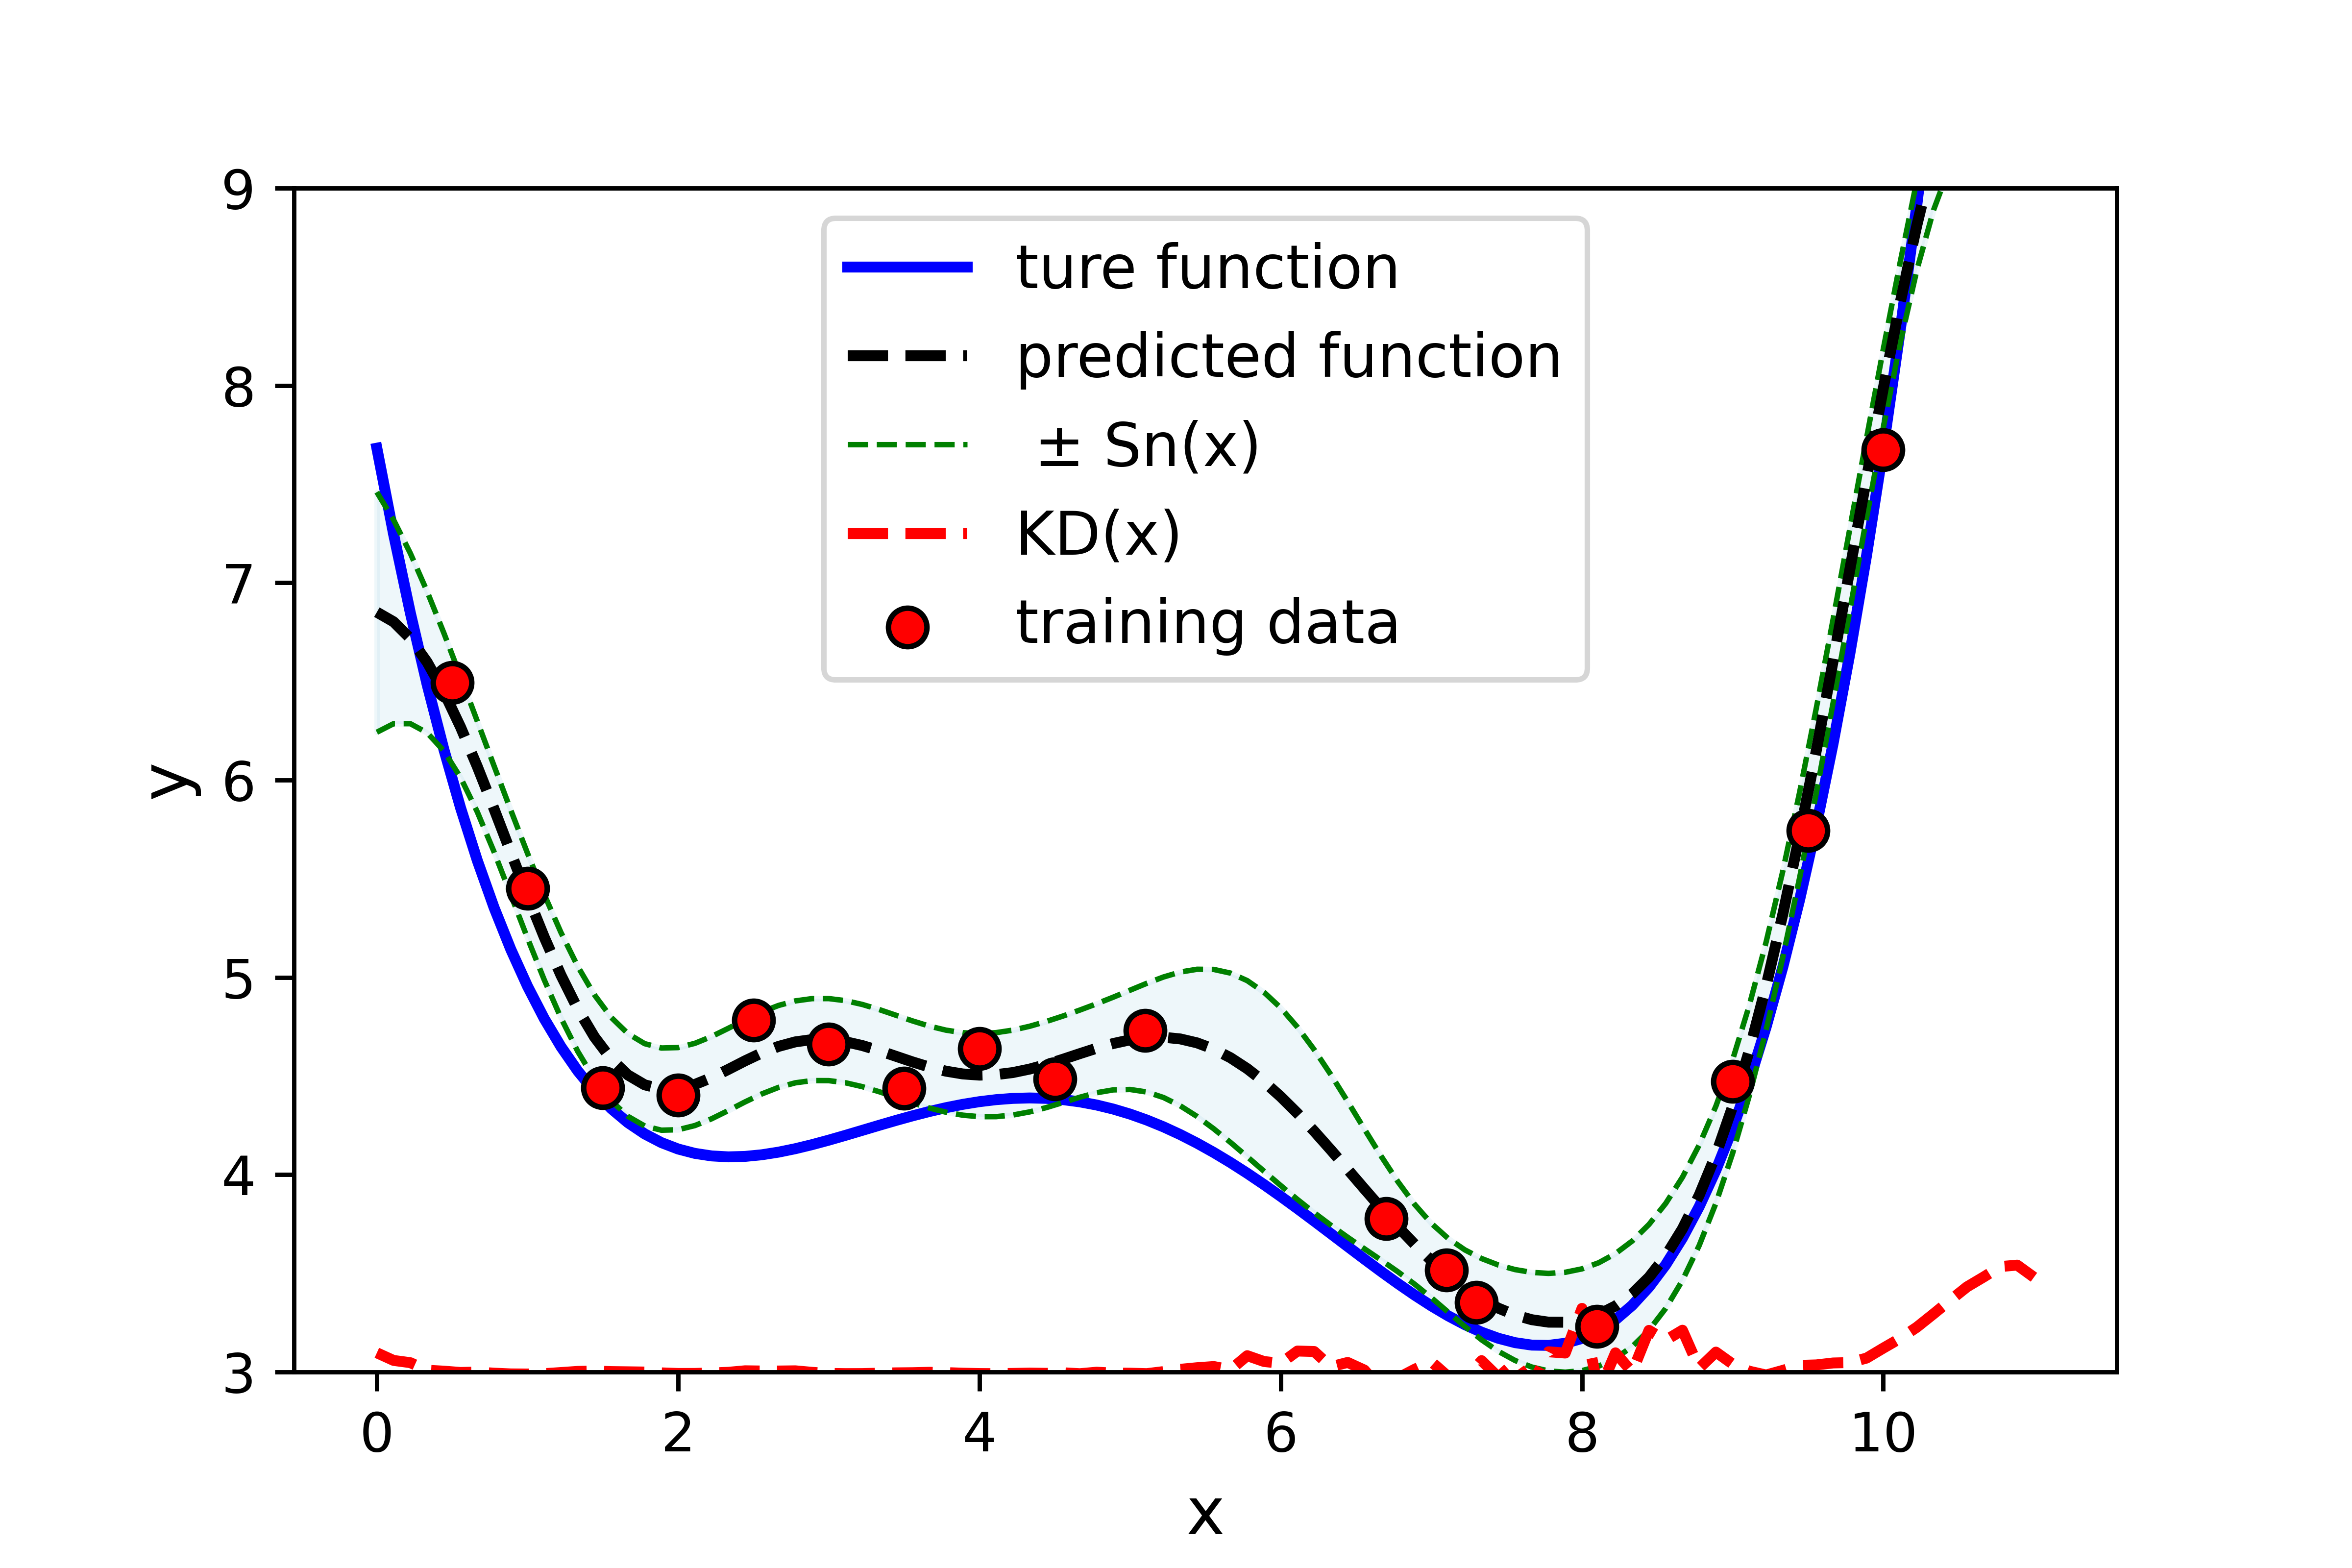 ture function
predicted function
± Sn(x)
KD(x)
training data
9
8
7
6
5
4
3
y
0 2 4 6 8 10
x